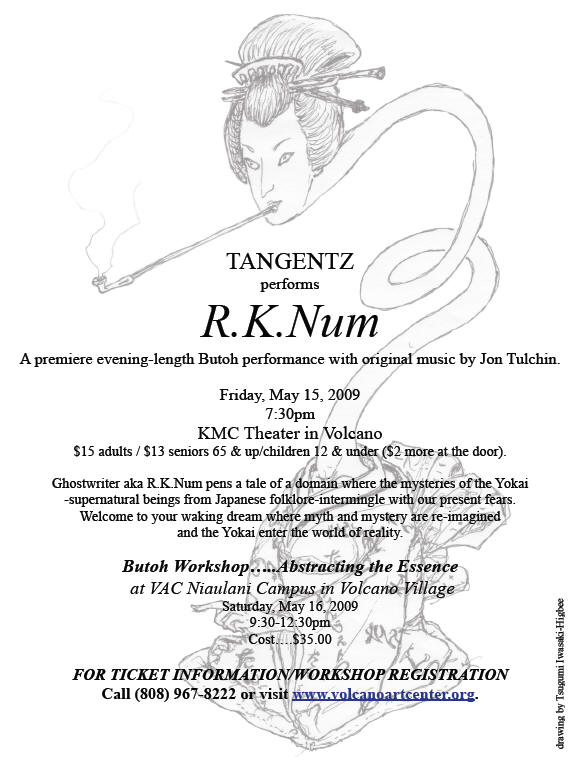 TANGENTZ
performs
R.K.Num
A premiere evening-length Butoh performance with original music by Jon Tulchin.
Friday, May 15, 2009
7:30pm
KMC Theater in Volcano
$15 adults / $13 seniors 65 & up/children 12 & under ($2 more at the door).
Ghostwriter aka R.K.Num pens a tale of a domain where the mysteries of the Yokai
-supernatural beings from Japanese folklore-intermingle with our present fears.
Welcome to your waking dream where myth and mystery are re-imagined
and the Yokai enter the world of reality.
Butoh Workshop…..Abstracting the Essence
at VAC Niaulani Campus in Volcano Village
Saturday, May 16, 2009
9:30-12:30pm
Cost….$35.00
FOR TICKET INFORMATION/WORKSHOP REGISTRATION
Call (808) 967-8222 or visit www.volcanoartcenter.org.
drawing by Tsugumi Iwasaki-Higbee